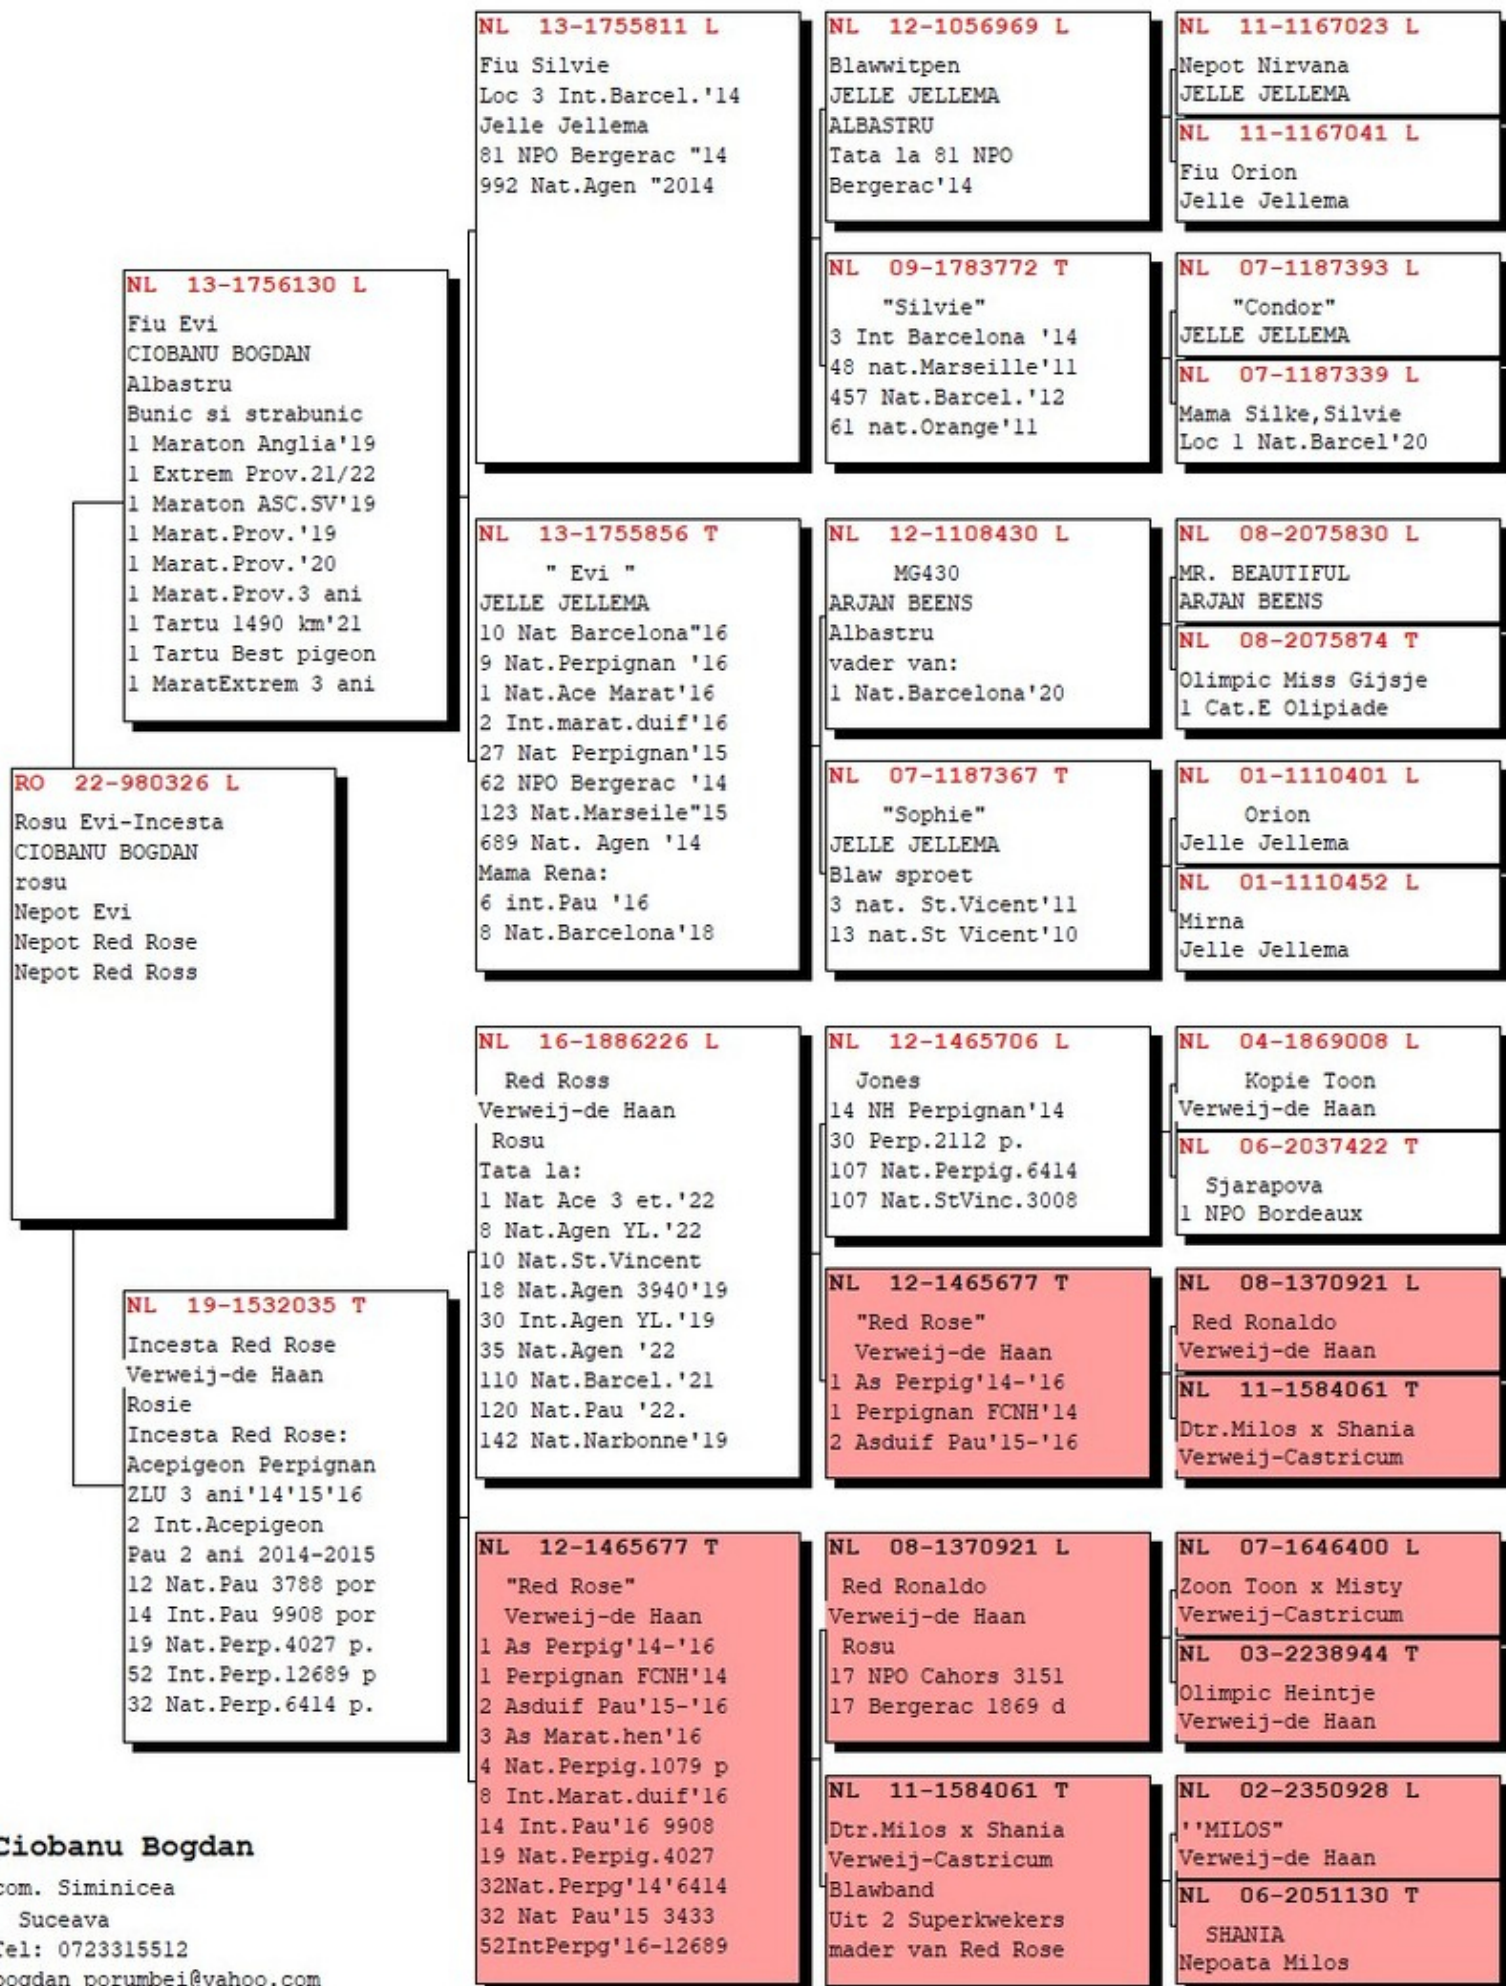 RO 22-980326 L
Rosu Evi-Incesta
CIOBANU BOGDAN
rosu
Nepot Evi
Nepot Red Rose
Nepot Red Ross
NL 13-1756130 L
Fiu Evi
CIOBANU BOGDAN
Albastru
Bunic si strabunic
1 Maraton Anglia'19
1 Extrem Prov.21/22
1 Maraton ASC.SV'19
1 Marat.Prov.'19
1 Marat.Prov.'20
1 Marat.Prov.3 ani
1 Tartu 1490 km'21
1 Tartu Best pigeon
1 MaratExtrem 3 ani
NL 19-1532035 T
Incesta Red Rose
Verweij-de Haan
Rosie
Incesta Red Rose:
Acepigeon Perpignan
ZLU 3 ani'14'15'16
2 Int.Acepigeon
Pau 2 ani 2014-2015
12 Nat.Pau 3788 por
14 Int.Pau 9908 por
19 Nat.Perp.4027 p.
52 Int.Perp.12689 p
32 Nat.Perp.6414 p.
NL 13-1755811 L
Fiu Silvie
Loc 3 Int.Barcel.'14
Jelle Jellema
81 NPO Bergerac "14
992 Nat.Agen "2014
NL 13-1755856 T
" Evi "
JELLE JELLEMA
10 Nat Barcelona"16
9 Nat.Perpignan '16
1 Nat.Ace Marat'16
2 Int.marat.duif'16
27 Nat Perpignan'15
62 NPO Bergerac '14
123 Nat.Marseile"15
689 Nat. Agen '14
Mama Rena:
6 int.Pau '16
8 Nat.Barcelona'18
NL 16-1886226 L
Red Ross
Verweij-de Haan
Rosu
Tata la:
1 Nat Ace 3 et.'22
8 Nat.Agen YL.'22
10 Nat.St.Vincent
18 Nat.Agen 3940'19
30 Int.Agen YL.'19
35 Nat.Agen '22
110 Nat.Barcel.'21
120 Nat.Pau '22.
142 Nat.Narbonne'19
NL 12-1465677 T
"Red Rose"
Verweij-de Haan
1 As Perpig'14-'16
1 Perpignan FCNH'14
2 Asduif Pau'15-'16
3 As Marat.hen'16
4 Nat.Perpig.1079 p
8 Int.Marat.duif'16
14 Int.Pau'16 9908
19 Nat.Perpig.4027
32Nat.Perpg'14'6414
32 Nat Pau'15 3433
52IntPerpg'16-12689
NL 12-1056969 L
Blawwitpen
JELLE JELLEMA
ALBASTRU
Tata la 81 NPO
Bergerac'14
NL 09-1783772 T
"Silvie"
3 Int Barcelona '14
48 nat.Marseille'11
457 Nat.Barcel.'12
61 nat.Orange'11
NL 12-1108430 L
MG430
ARJAN BEENS
Albastru
vader van:
1 Nat.Barcelona'20
NL 07-1187367 T
"Sophie"
JELLE JELLEMA
Blaw sproet
3 nat. St.Vicent'11
13 nat.St Vicent'10
NL 12-1465706 L
Jones
14 NH Perpignan'14
30 Perp.2112 p.
107 Nat.Perpig.6414
107 Nat.StVinc.3008
NL 12-1465677 T
"Red Rose"
Verweij-de Haan
1 As Perpig'14-'16
1 Perpignan FCNH'14
2 Asduif Pau'15-'16
NL 08-1370921 L
Red Ronaldo
Verweij-de Haan
Rosu
17 NPO Cahors 3151
17 Bergerac 1869 d
NL 11-1584061 T
Dtr.Milos x Shania
Verweij-Castricum
Blawband
Uit 2 Superkwekers
mader van Red Rose
NL 11-1167023 L
Nepot Nirvana
JELLE JELLEMA
NL 11-1167041 L
Fiu Orion
Jelle Jellema
NL 07-1187393 L
"Condor"
JELLE JELLEMA
NL 07-1187339 L
Mama Silke,Silvie
Loc 1 Nat.Barcel'20
NL 08-2075830 L
MR. BEAUTIFUL
ARJAN BEENS
NL 08-2075874 T
Olimpic Miss Gijsje
1 Cat.E Olipiade
NL 01-1110401 L
Orion
Jelle Jellema
NL 01-1110452 L
Mirna
Jelle Jellema
NL 04-1869008 L
Kopie Toon
Verweij-de Haan
NL 06-2037422 T
Sjarapova
1 NPO Bordeaux
NL 08-1370921 L
Red Ronaldo
Verweij-de Haan
NL 11-1584061 T
Dtr.Milos x Shania
Verweij-Castricum
NL 07-1646400 L
Zoon Toon x Misty
Verweij-Castricum
NL 03-2238944 T
Olimpic Heintje
Verweij-de Haan
NL 02-2350928 L
''MILOS"
Verweij-de Haan
NL 06-2051130 T
SHANIA
Nepoata Milos
Ciobanu Bogdan
com. Siminicea
Suceava
Tel: 0723315512
bogdan_porumbei@yahoo.com